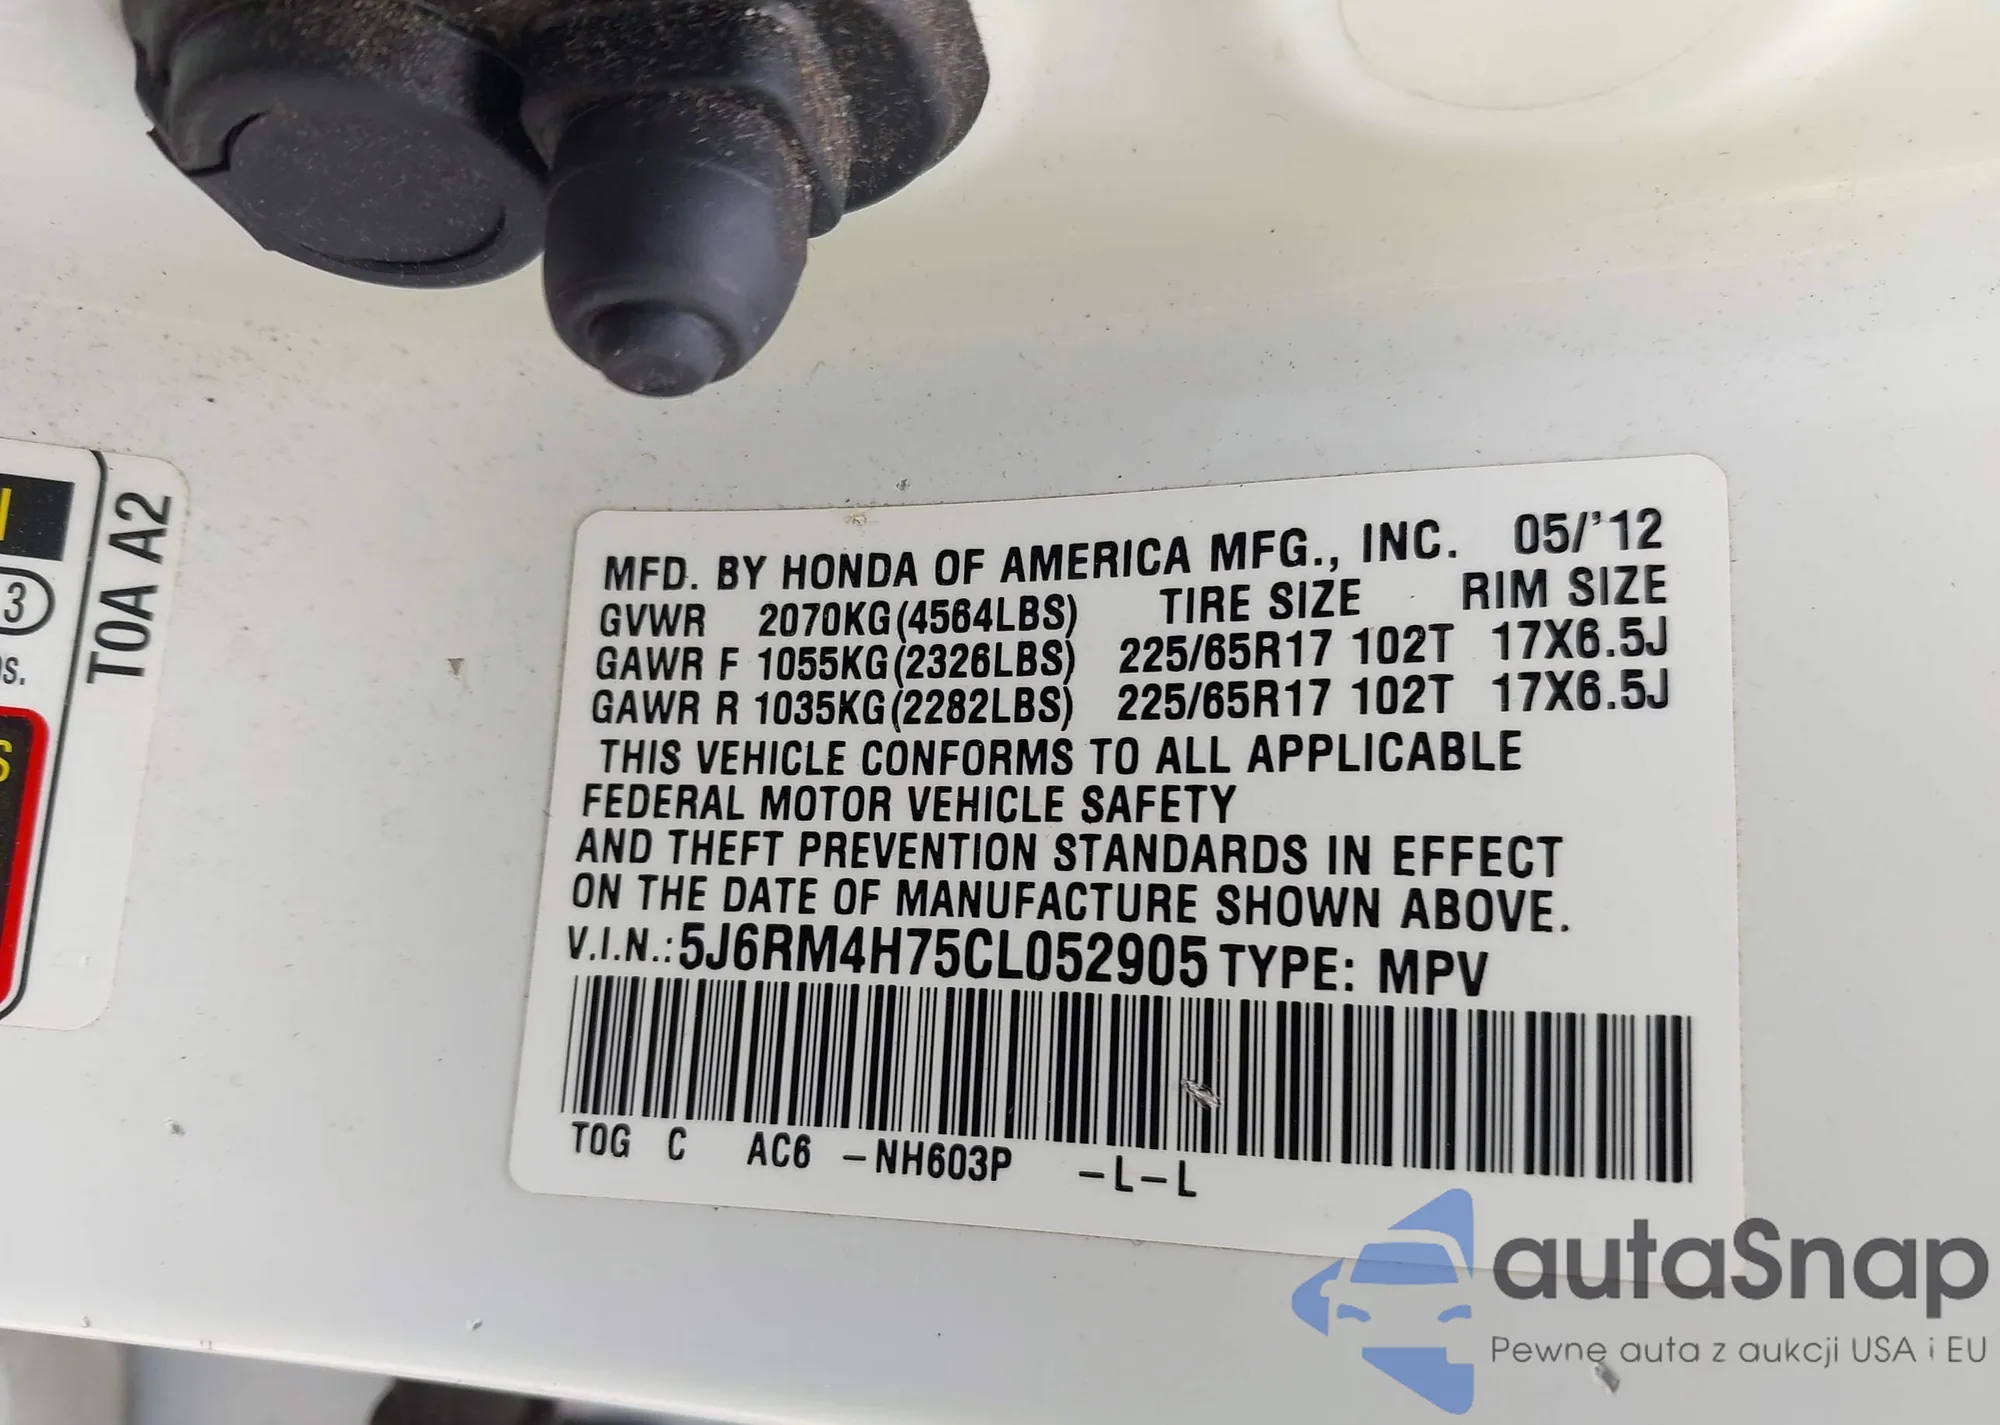 MFD. BY HONDA OF AMERICA MFG., INC. 05/'12
GVWR 2070KG(4564LBS) TIRE SIZE RIM SIZE
GAWR F 1055KG(2326LBS) 225/65R17 102T 17X6.5J
GAWR R 1035KG(2282LBS) 225/65R17 102T 17X6.5J
THIS VEHICLE CONFORMS TO ALL APPLICABLE
FEDERAL MOTOR VEHICLE SAFETY
AND THEFT PREVENTION STANDARDS IN EFFECT
ON THE DATE OF MANUFACTURE SHOWN ABOVE.
V.I.N.:5J6RM4H75CL052905 TYPE: MPV
T0G C AC6 -NH603P -L-L
T0A A2
3
autaSnap
Pewne auta z aukcji USA i EU